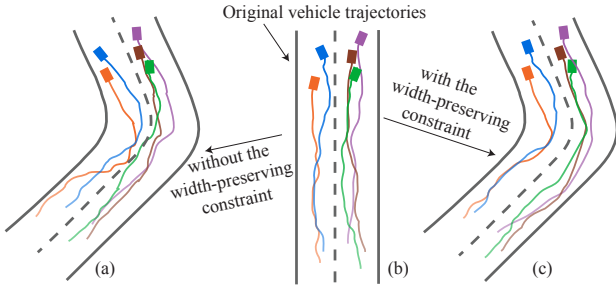 Original vehicle trajectories
with the
width-preserving
constraint
without the
width-preserving
constraint
(a)
(b)
(c)